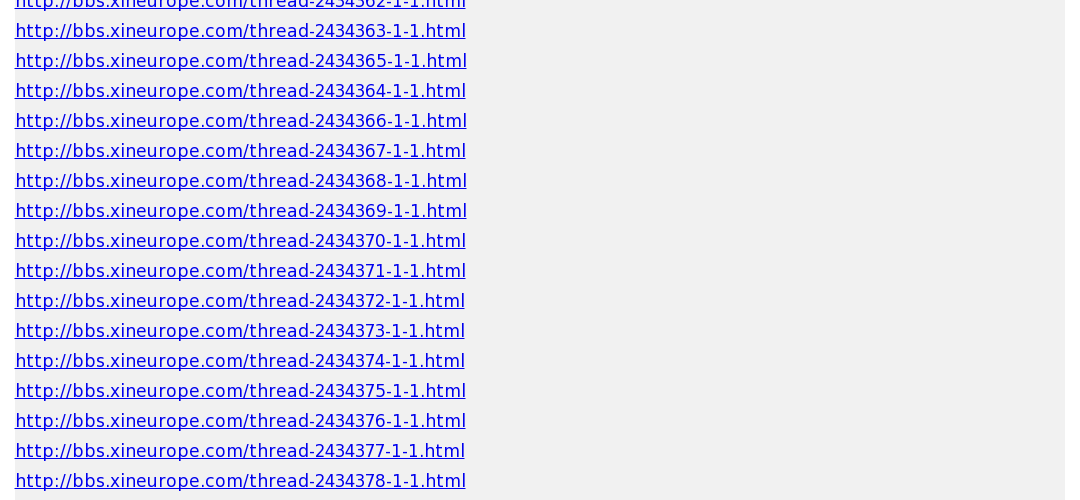 http://bbs.xineurope.com/thread-2434362-1-1.html
http://bbs.xineurope.com/thread-2434363-1-1.html
http://bbs.xineurope.com/thread-2434365-1-1.html
http://bbs.xineurope.com/thread-2434364-1-1.html
http://bbs.xineurope.com/thread-2434366-1-1.html
http://bbs.xineurope.com/thread-2434367-1-1.html
http://bbs.xineurope.com/thread-2434368-1-1.html
http://bbs.xineurope.com/thread-2434369-1-1.html
http://bbs.xineurope.com/thread-2434370-1-1.html
http://bbs.xineurope.com/thread-2434371-1-1.html
http://bbs.xineurope.com/thread-2434372-1-1.html
http://bbs.xineurope.com/thread-2434373-1-1.html
http://bbs.xineurope.com/thread-2434374-1-1.html
http://bbs.xineurope.com/thread-2434375-1-1.html
http://bbs.xineurope.com/thread-2434376-1-1.html
http://bbs.xineurope.com/thread-2434377-1-1.html
http://bbs.xineurope.com/thread-2434378-1-1.html